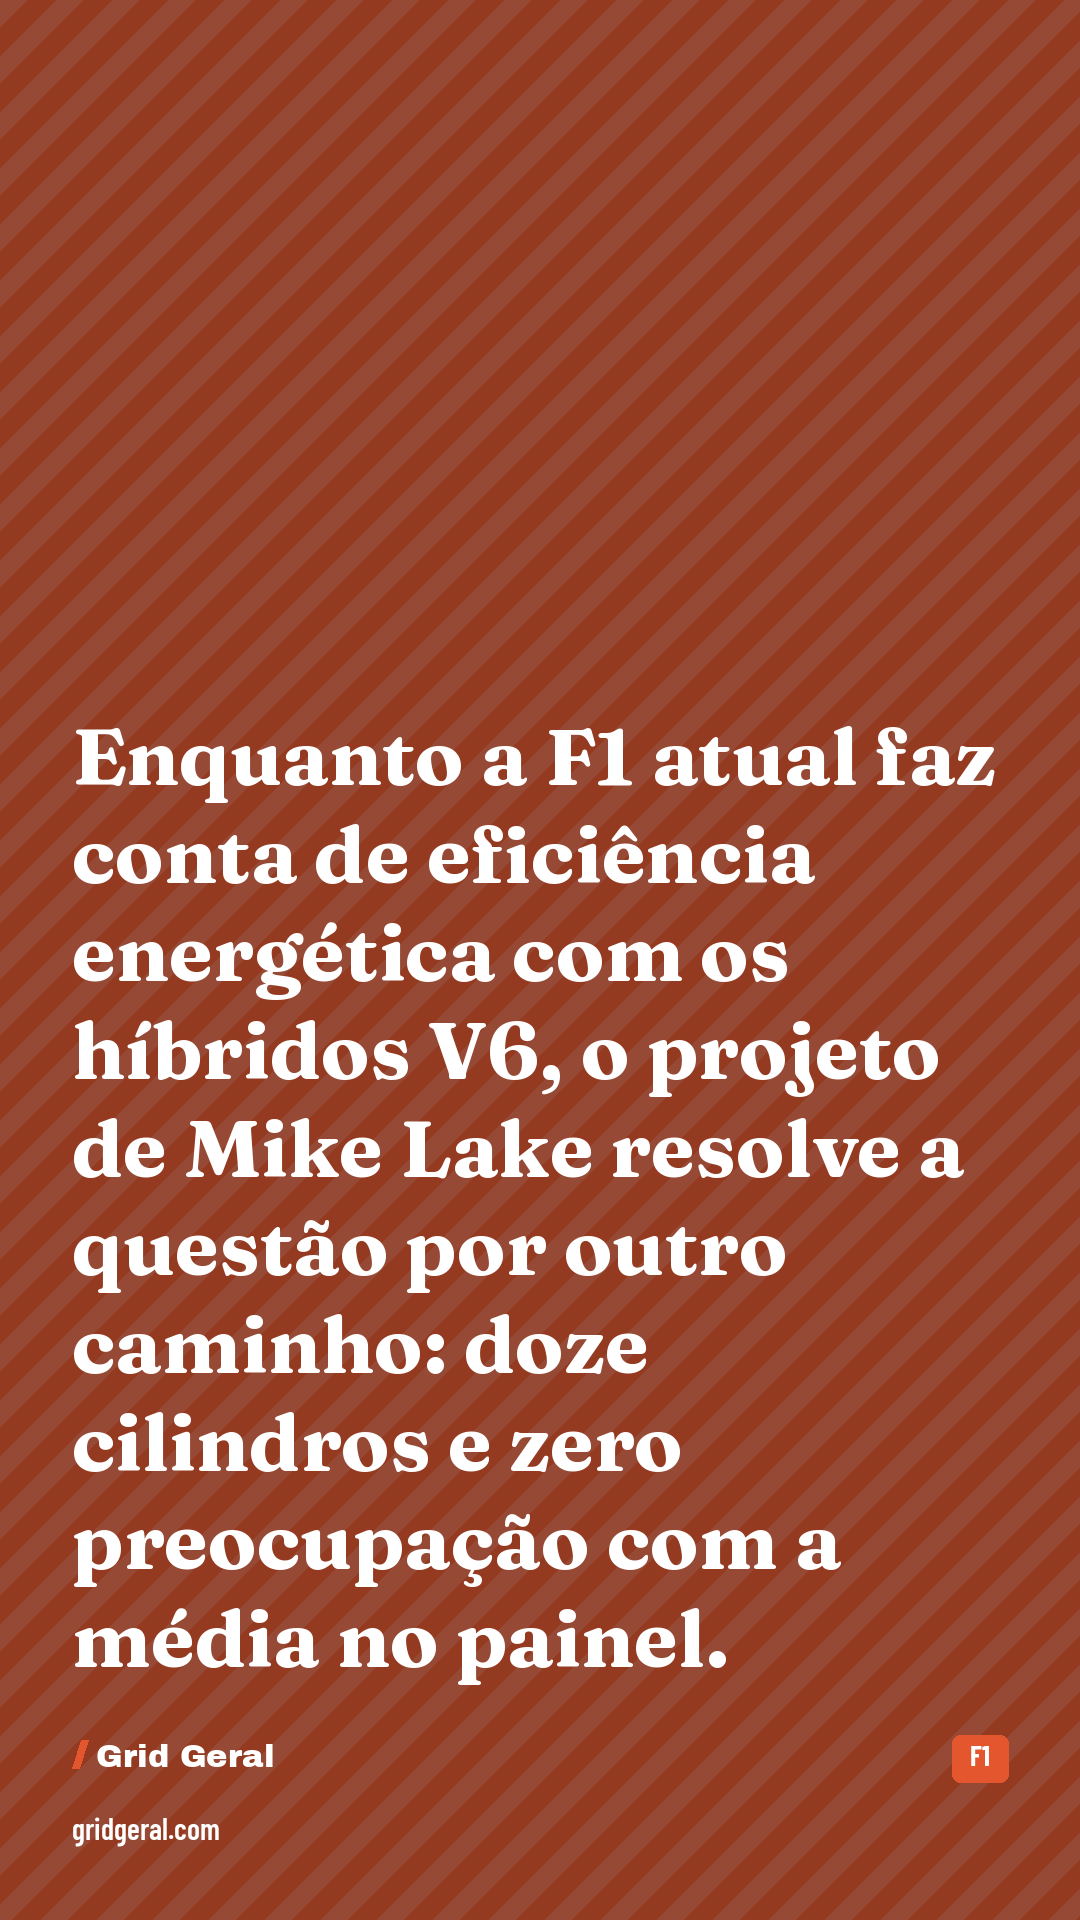 Enquanto a F1 atual faz
conta de eficiência
energética com os
híbridos V6, o projeto
de Mike Lake resolve a
questão por outro
caminho: doze
cilindros e zero
preocupação com a
média no painel.
/ Grid Geral
F1
gridgeral.com